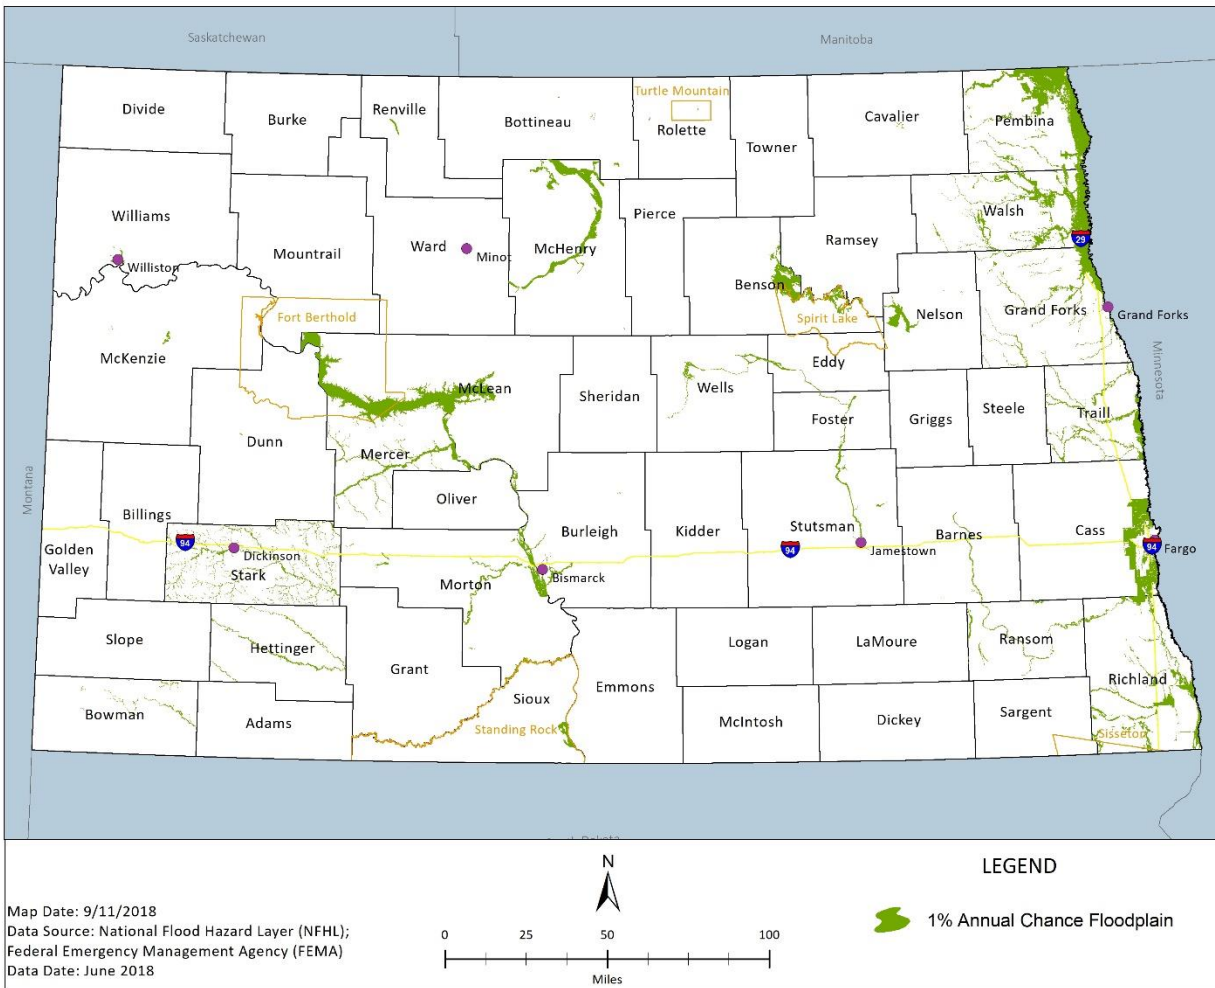 Saskatchewan
Manitoba
Turtle Mountain
Divide
Burke
Renville
Bottineau
Rolette
Towner
Cavalier
Pembina
Williams
Williston
Mountrail
Ward
Minot
McHenry
Pierce
Ramsey
Walsh
29
Benson
Spirit Lake
Nelson
Grand Forks
Grand Forks
Fort Berthold
McKenzie
McLean
Sheridan
Wells
Eddy
Foster
Griggs
Steele
Traill
Minnesota
Montana
Dunn
Mercer
Oliver
Billings
Golden
Valley
94
Dickinson
Stark
Burleigh
Kidder
Stutsman
94
Jamestown
Barnes
Cass
94
Fargo
Morton
Bismarck
Slope
Hettinger
Grant
Sioux
Standing Rock
Emmons
Logan
LaMoure
Ransom
Richland
Bowman
Adams
McIntosh
Dickey
Sargent
Sisseton
N
0 25 50 100
Miles
LEGEND
1% Annual Chance Floodplain
Map Date: 9/11/2018
Data Source: National Flood Hazard Layer (NFHL);
Federal Emergency Management Agency (FEMA)
Data Date: June 2018